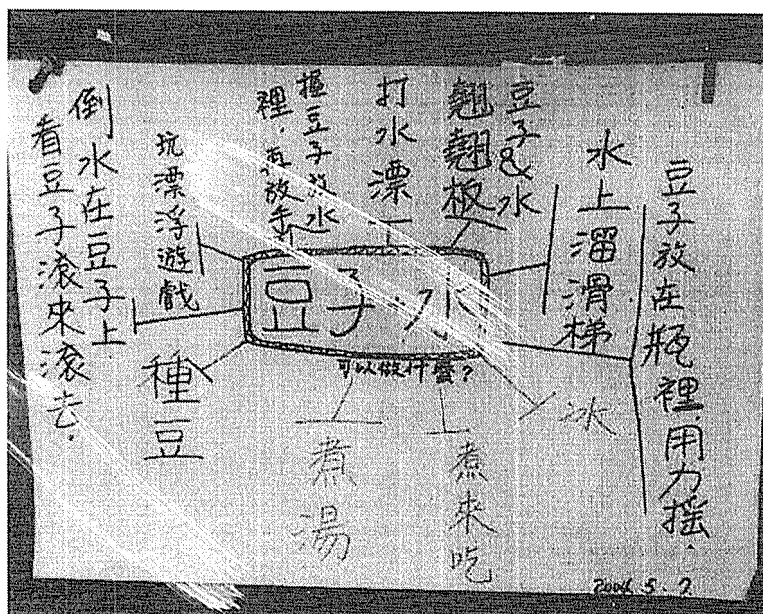 豆子．水
可以做什麼？
豆子放在瓶裡．用力搖．
水上溜滑梯
豆子&水
翹翹板
打水漂
摳豆子放水
裡，再放手
玩漂浮遊戲
倒水在豆子上
看豆子滾來滾去．
種豆
煮湯
煮來吃
冰
2004. 5. 7